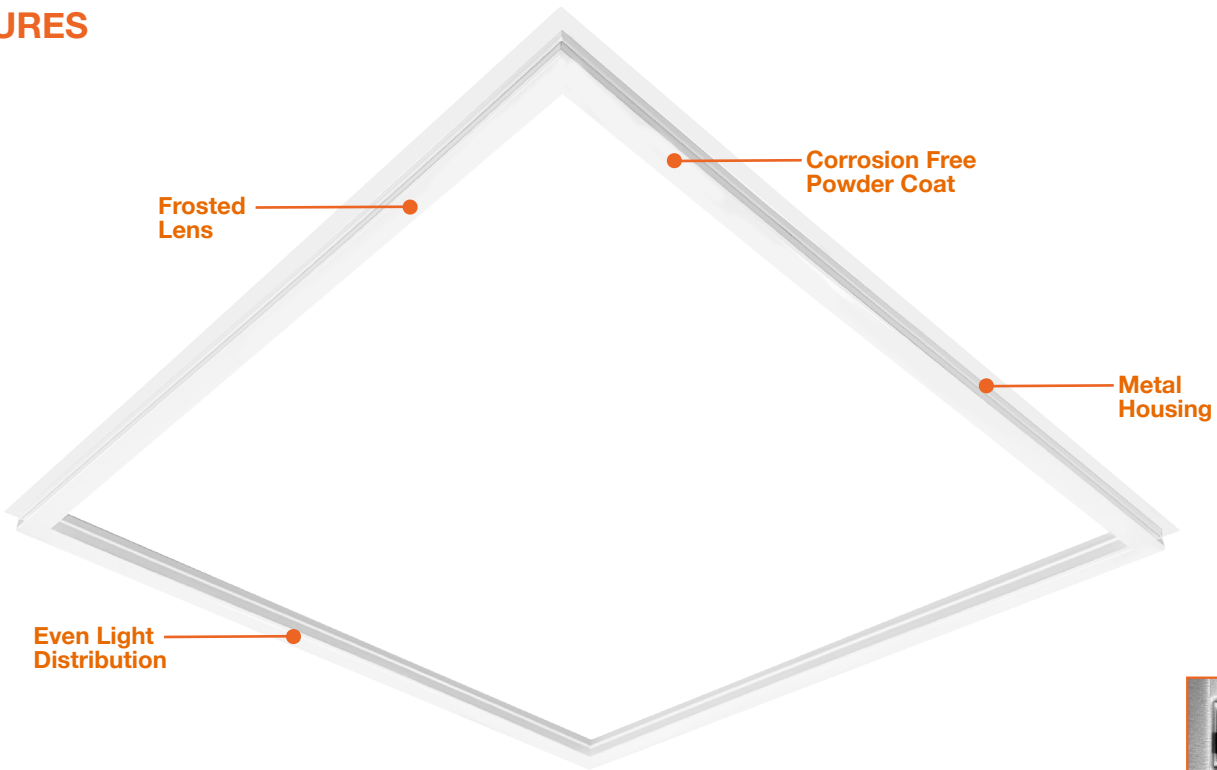 URES
Corrosion Free
Powder Coat
Frosted
Lens
Metal
Housing
Even Light
Distribution